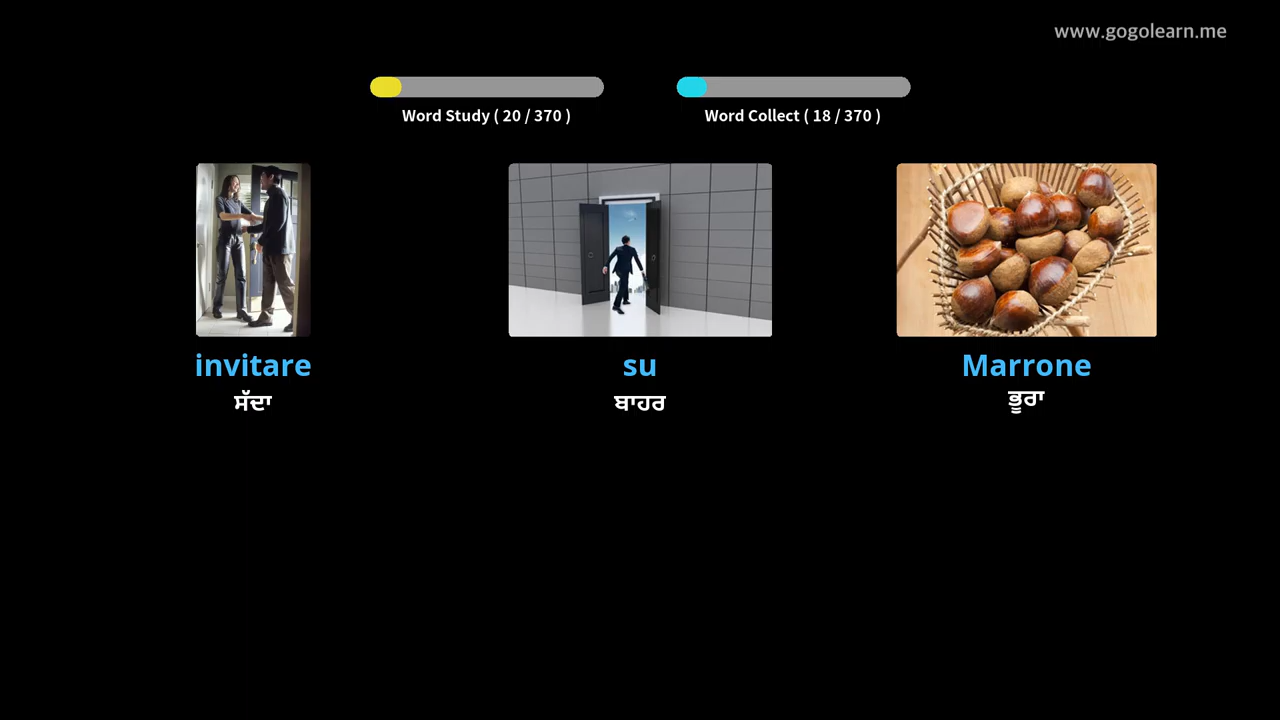 www.gogolearn.me
Word Study ( 20 / 370 )
Word Collect ( 18 / 370 )
invitare
su
Marrone
ਸੱਦਾ
ਬਾਹਰ
ਭੂਰਾ